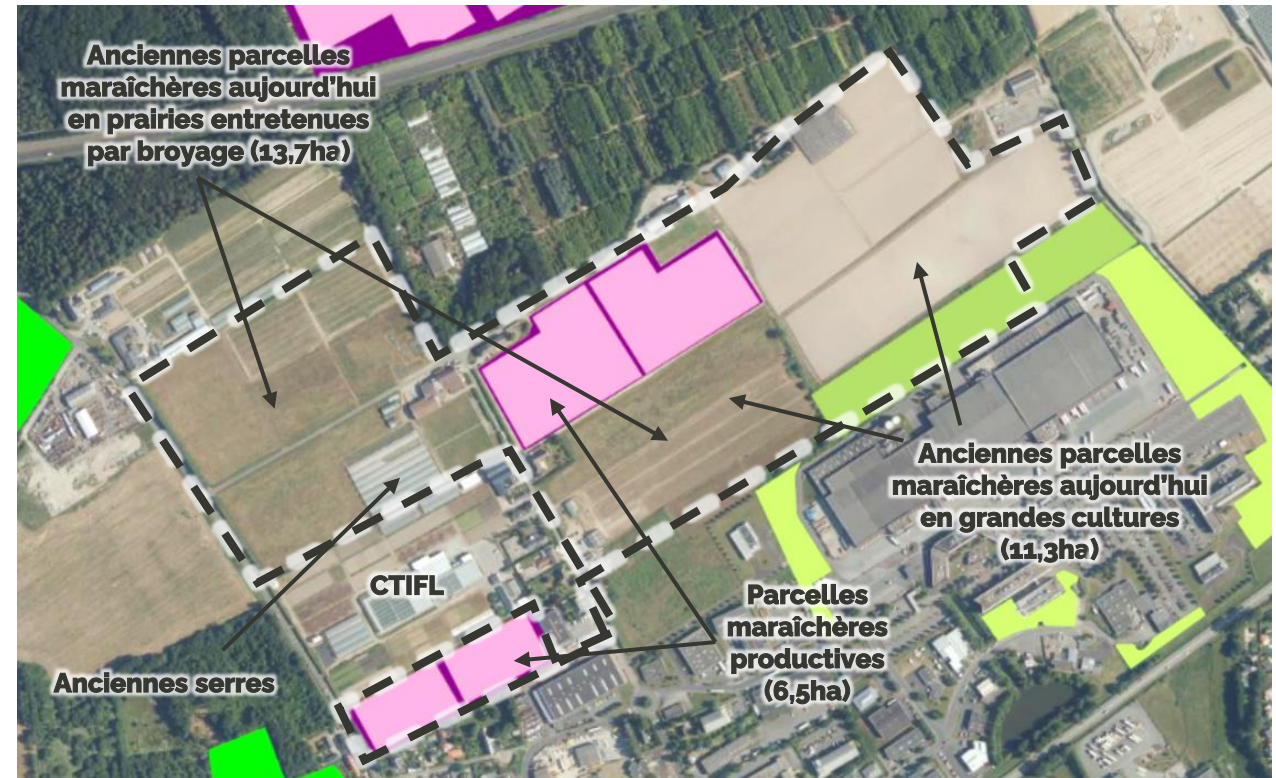 Anciennes parcelles
maraîchères aujourd'hui
en prairies entretenues
par broyage (13,7ha)
Anciennes parcelles
maraîchères aujourd'hui
en grandes cultures
(11,3ha)
CTIFL
Parcelles
maraîchères
productives
(6,5ha)
Anciennes serres